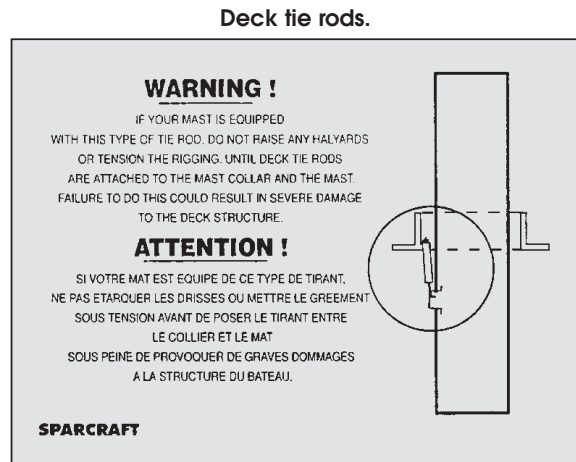 Deck tie rods.
WARNING !
IF YOUR MAST IS EQUIPPED
WITH THIS TYPE OF TIE ROD, DO NOT RAISE ANY HALYARDS
OR TENSION THE RIGGING, UNTIL DECK TIE RODS
ARE ATTACHED TO THE MAST COLLAR AND THE MAST.
FAILURE TO DO THIS COULD RESULT IN SEVERE DAMAGE
TO THE DECK STRUCTURE.
ATTENTION !
SI VOTRE MAT EST EQUIPE DE CE TYPE DE TIRANT,
NE PAS ETARQUER LES DRISSES OU METTRE LE GREEMENT
SOUS TENSION AVANT DE POSER LE TIRANT ENTRE
LE COLLIER ET LE MAT
SOUS PEINE DE PROVOQUER DE GRAVES DOMMAGES
A LA STRUCTURE DU BATEAU.
SPARCRAFT